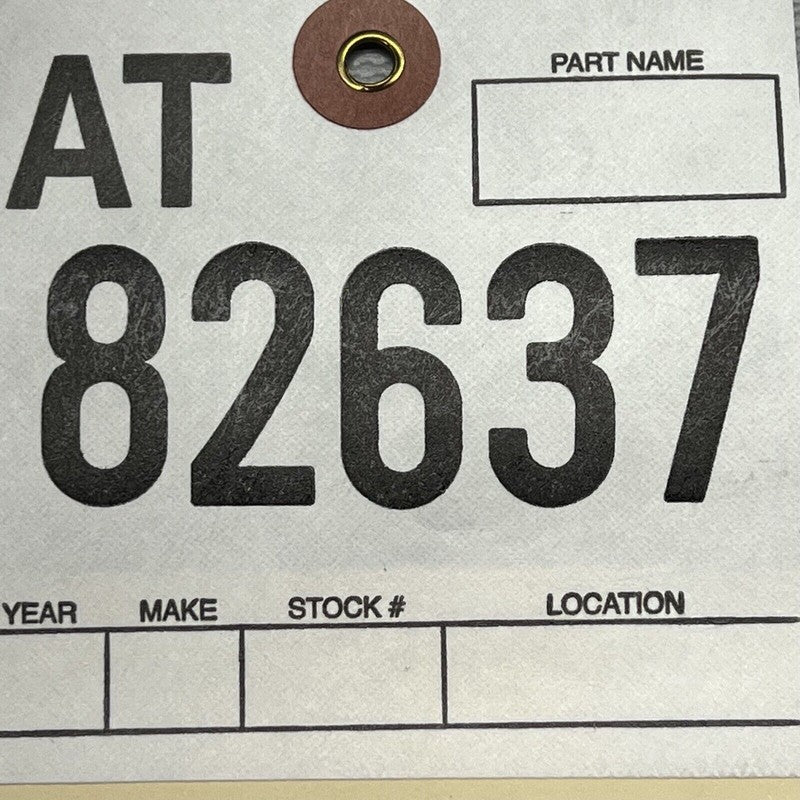 AT
PART NAME
82637
YEAR MAKE STOCK # LOCATION